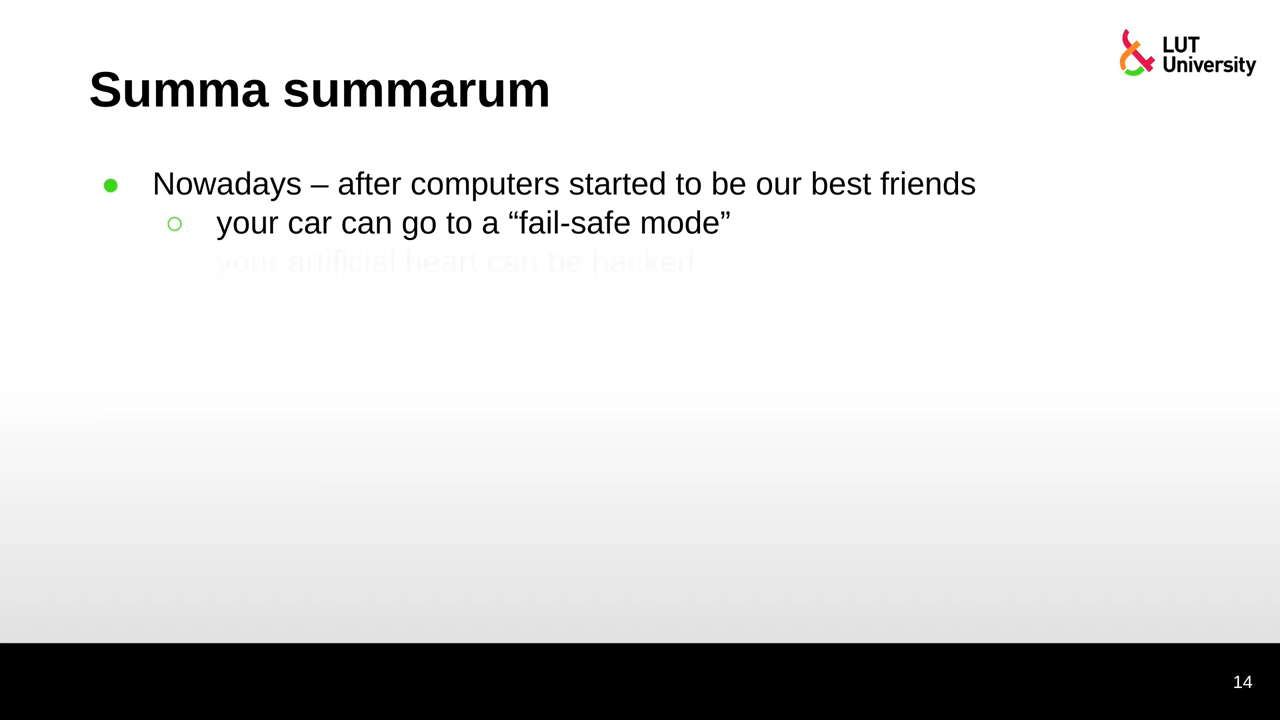 LUT
University
Summa summarum
● Nowadays – after computers started to be our best friends
○ your car can go to a “fail-safe mode”
your artificial heart can be hacked
14